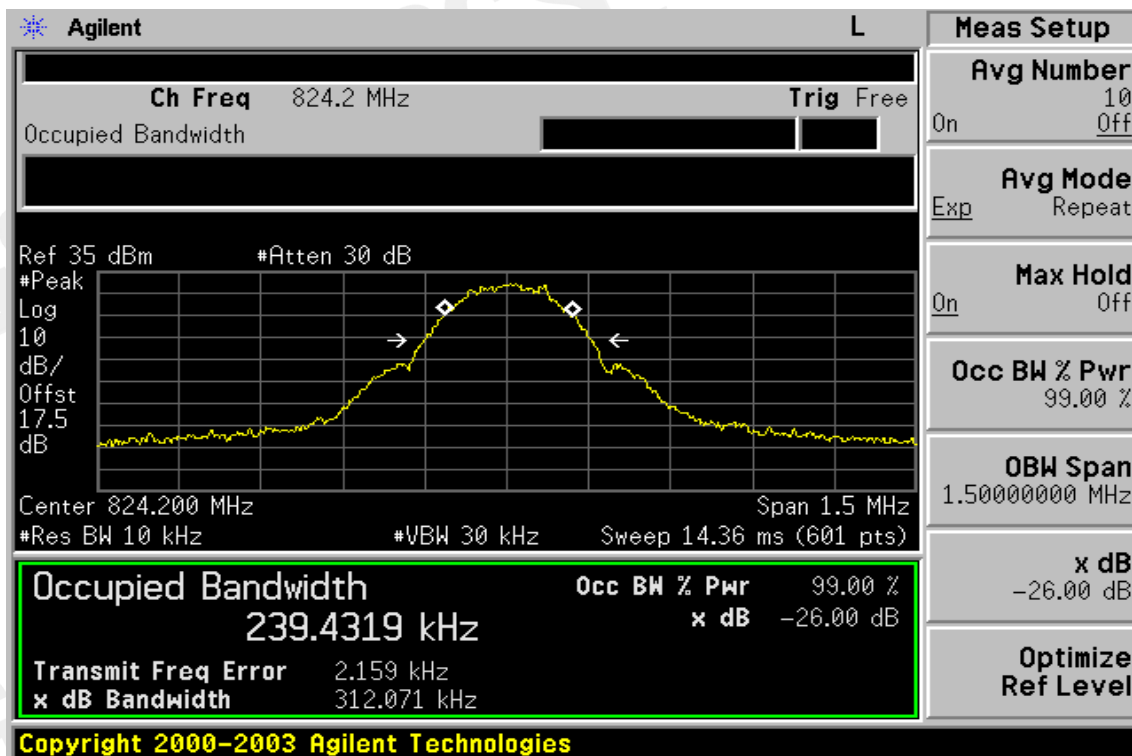 Agilent L
Ch Freq 824.2 MHz Trig Free
Occupied Bandwidth
Ref 35 dBm #Atten 30 dB
#Peak
Log
10
dB/
Offst
17.5
dB
Center 824.200 MHz Span 1.5 MHz
#Res BW 10 kHz #VBW 30 kHz Sweep 14.36 ms (601 pts)
Occupied Bandwidth Occ BW % Pwr 99.00 %
239.4319 kHz x dB -26.00 dB
Transmit Freq Error 2.159 kHz
x dB Bandwidth 312.071 kHz
Copyright 2000-2003 Agilent Technologies
Meas Setup
Avg Number
10
On Off
Avg Mode
Exp Repeat
Max Hold
On Off
Occ BW % Pwr
99.00 %
OBW Span
1.50000000 MHz
x dB
-26.00 dB
Optimize
Ref Level